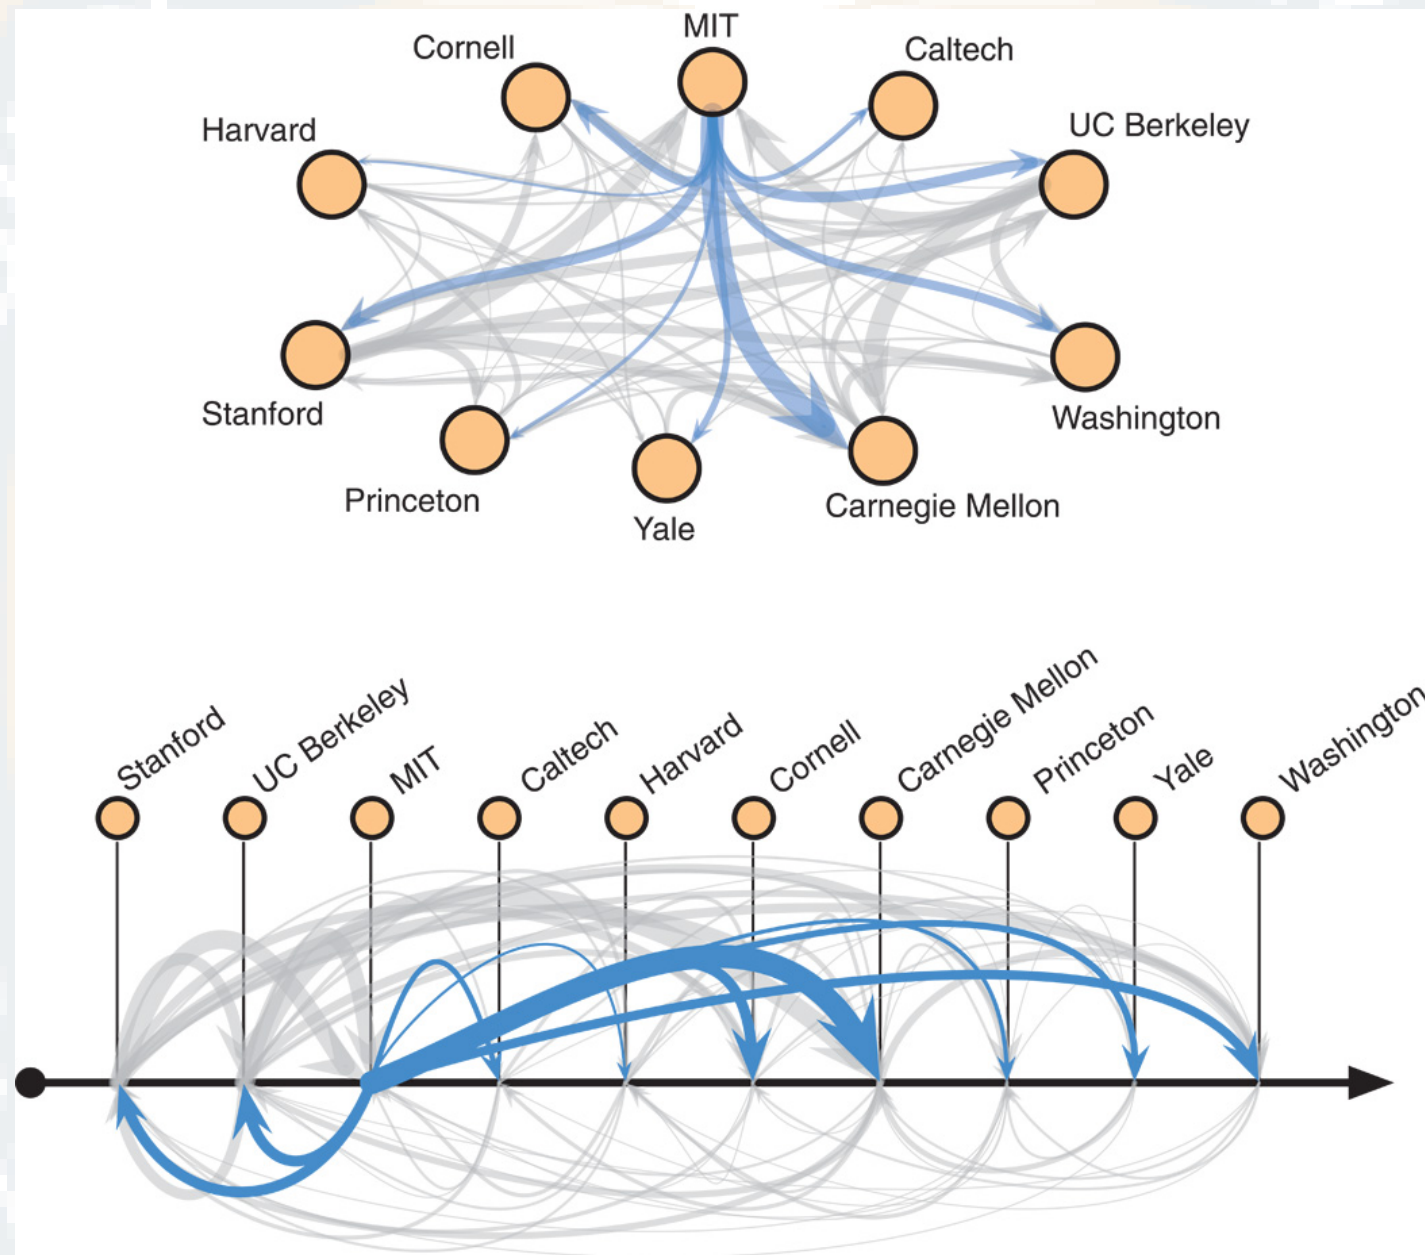 MIT
Cornell
Caltech
Harvard
UC Berkeley
Stanford
Washington
Princeton
Yale
Carnegie Mellon
Stanford
UC Berkeley
MIT
Caltech
Harvard
Cornell
Carnegie Mellon
Princeton
Yale
Washington